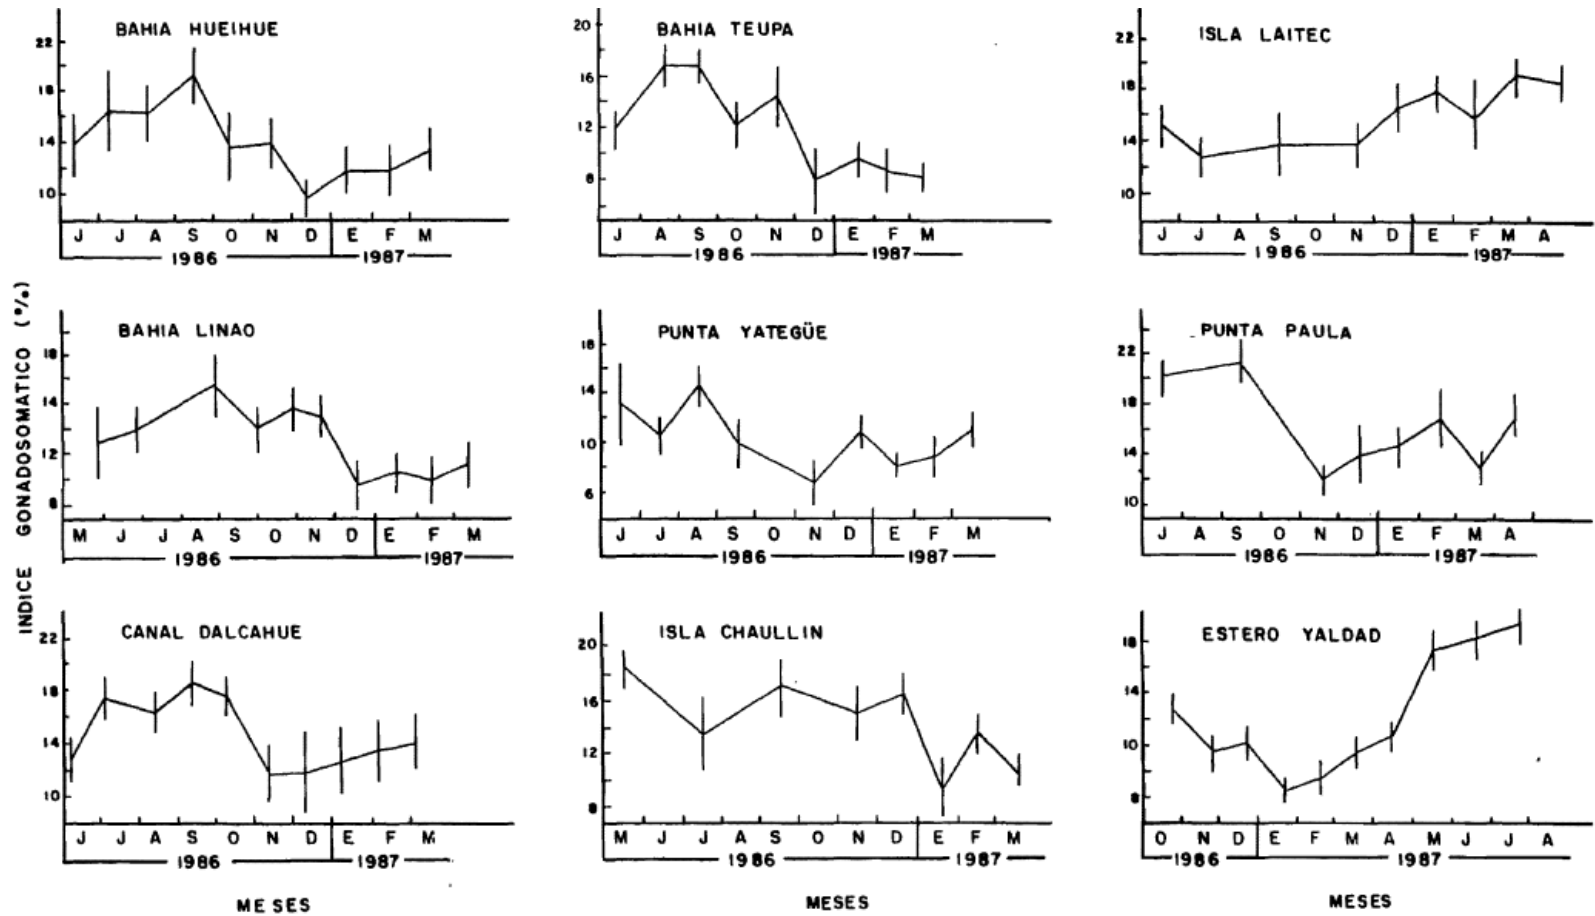 BAHIA HUEIHUE
22
18
14
10
J J A S O N D E F M
1986 1987
BAHIA TEUPA
20
16
12
8
J A S O N D E F M
1986 1987
ISLA LAITEC
22
18
14
10
J J A S O N D E F M A
1986 1987
INDICE GONADOSOMATICO (%)
BAHIA LINAO
18
14
12
8
M J J A S O N D E F M
1986 1987
PUNTA YATEGÜE
18
14
10
6
J J A S O N D E F M
1986 1987
PUNTA PAULA
22
18
14
10
J A S O N D E F M A
1986 1987
CANAL DALCAHUE
22
18
14
10
J J A S O N D E F M
1986 1987
MESES
ISLA CHAULLIN
20
16
12
8
M J A S O N D E F M
1986 1987
MESES
ESTERO YALDAD
18
14
10
8
O N D E F M A M J J A
1986 1987
MESES